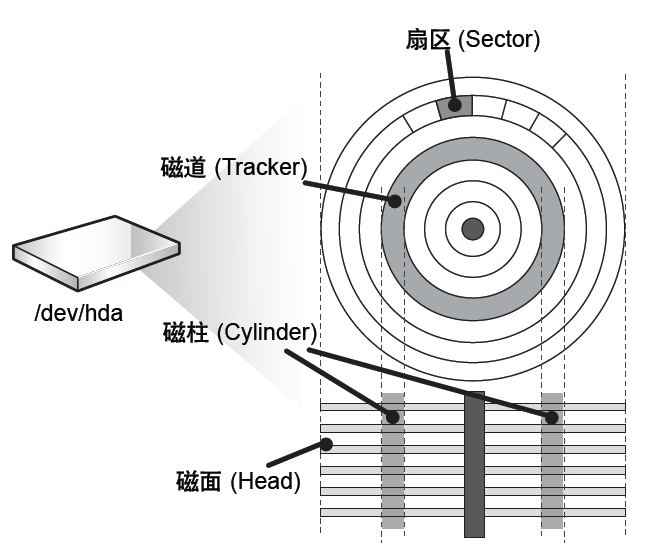 扇区 (Sector)
磁道 (Tracker)
/dev/hda
磁柱 (Cylinder)
磁面 (Head)